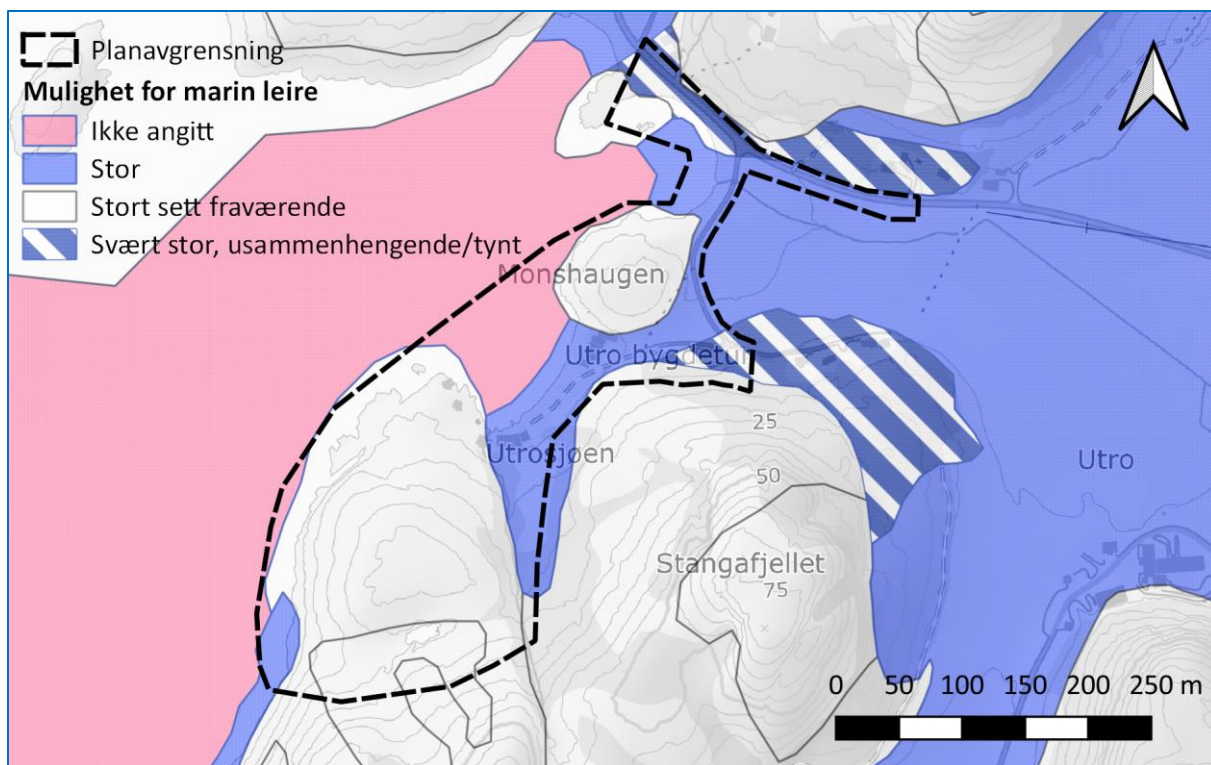 Planavgrensning
Mulighet for marin leire
Ikke angitt
Stor
Stort sett fraværende
Svært stor, usammenhengende/tynt
Monshaugen
Utro bygdetun
Utrosjøen
25
50
Utro
Stangafjellet
75
0 50 100 150 200 250 m